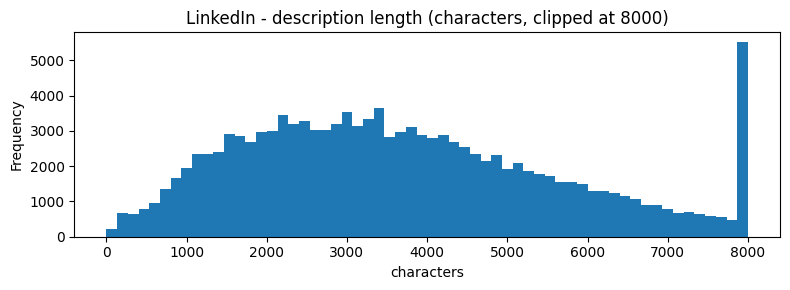 LinkedIn - description length (characters, clipped at 8000)
Frequency
5000
4000
3000
2000
1000
0
0 1000 2000 3000 4000 5000 6000 7000 8000
characters